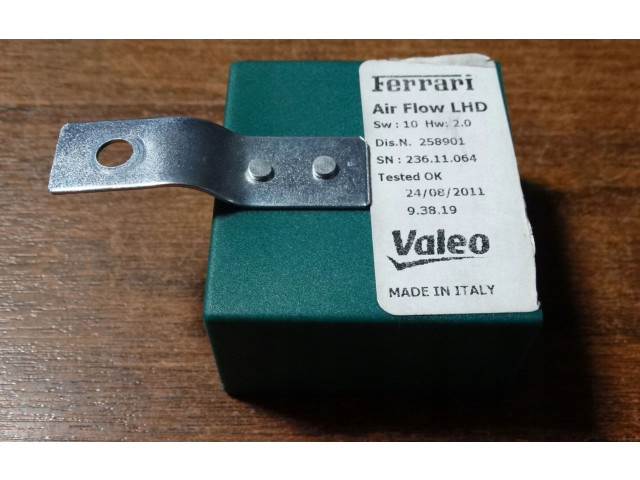 Ferrari
Air Flow LHD
Sw : 10 Hw: 2.0
Dis.N. 258901
SN : 236.11.064
Tested OK
24/08/2011
9.38.19
Valeo
MADE IN ITALY